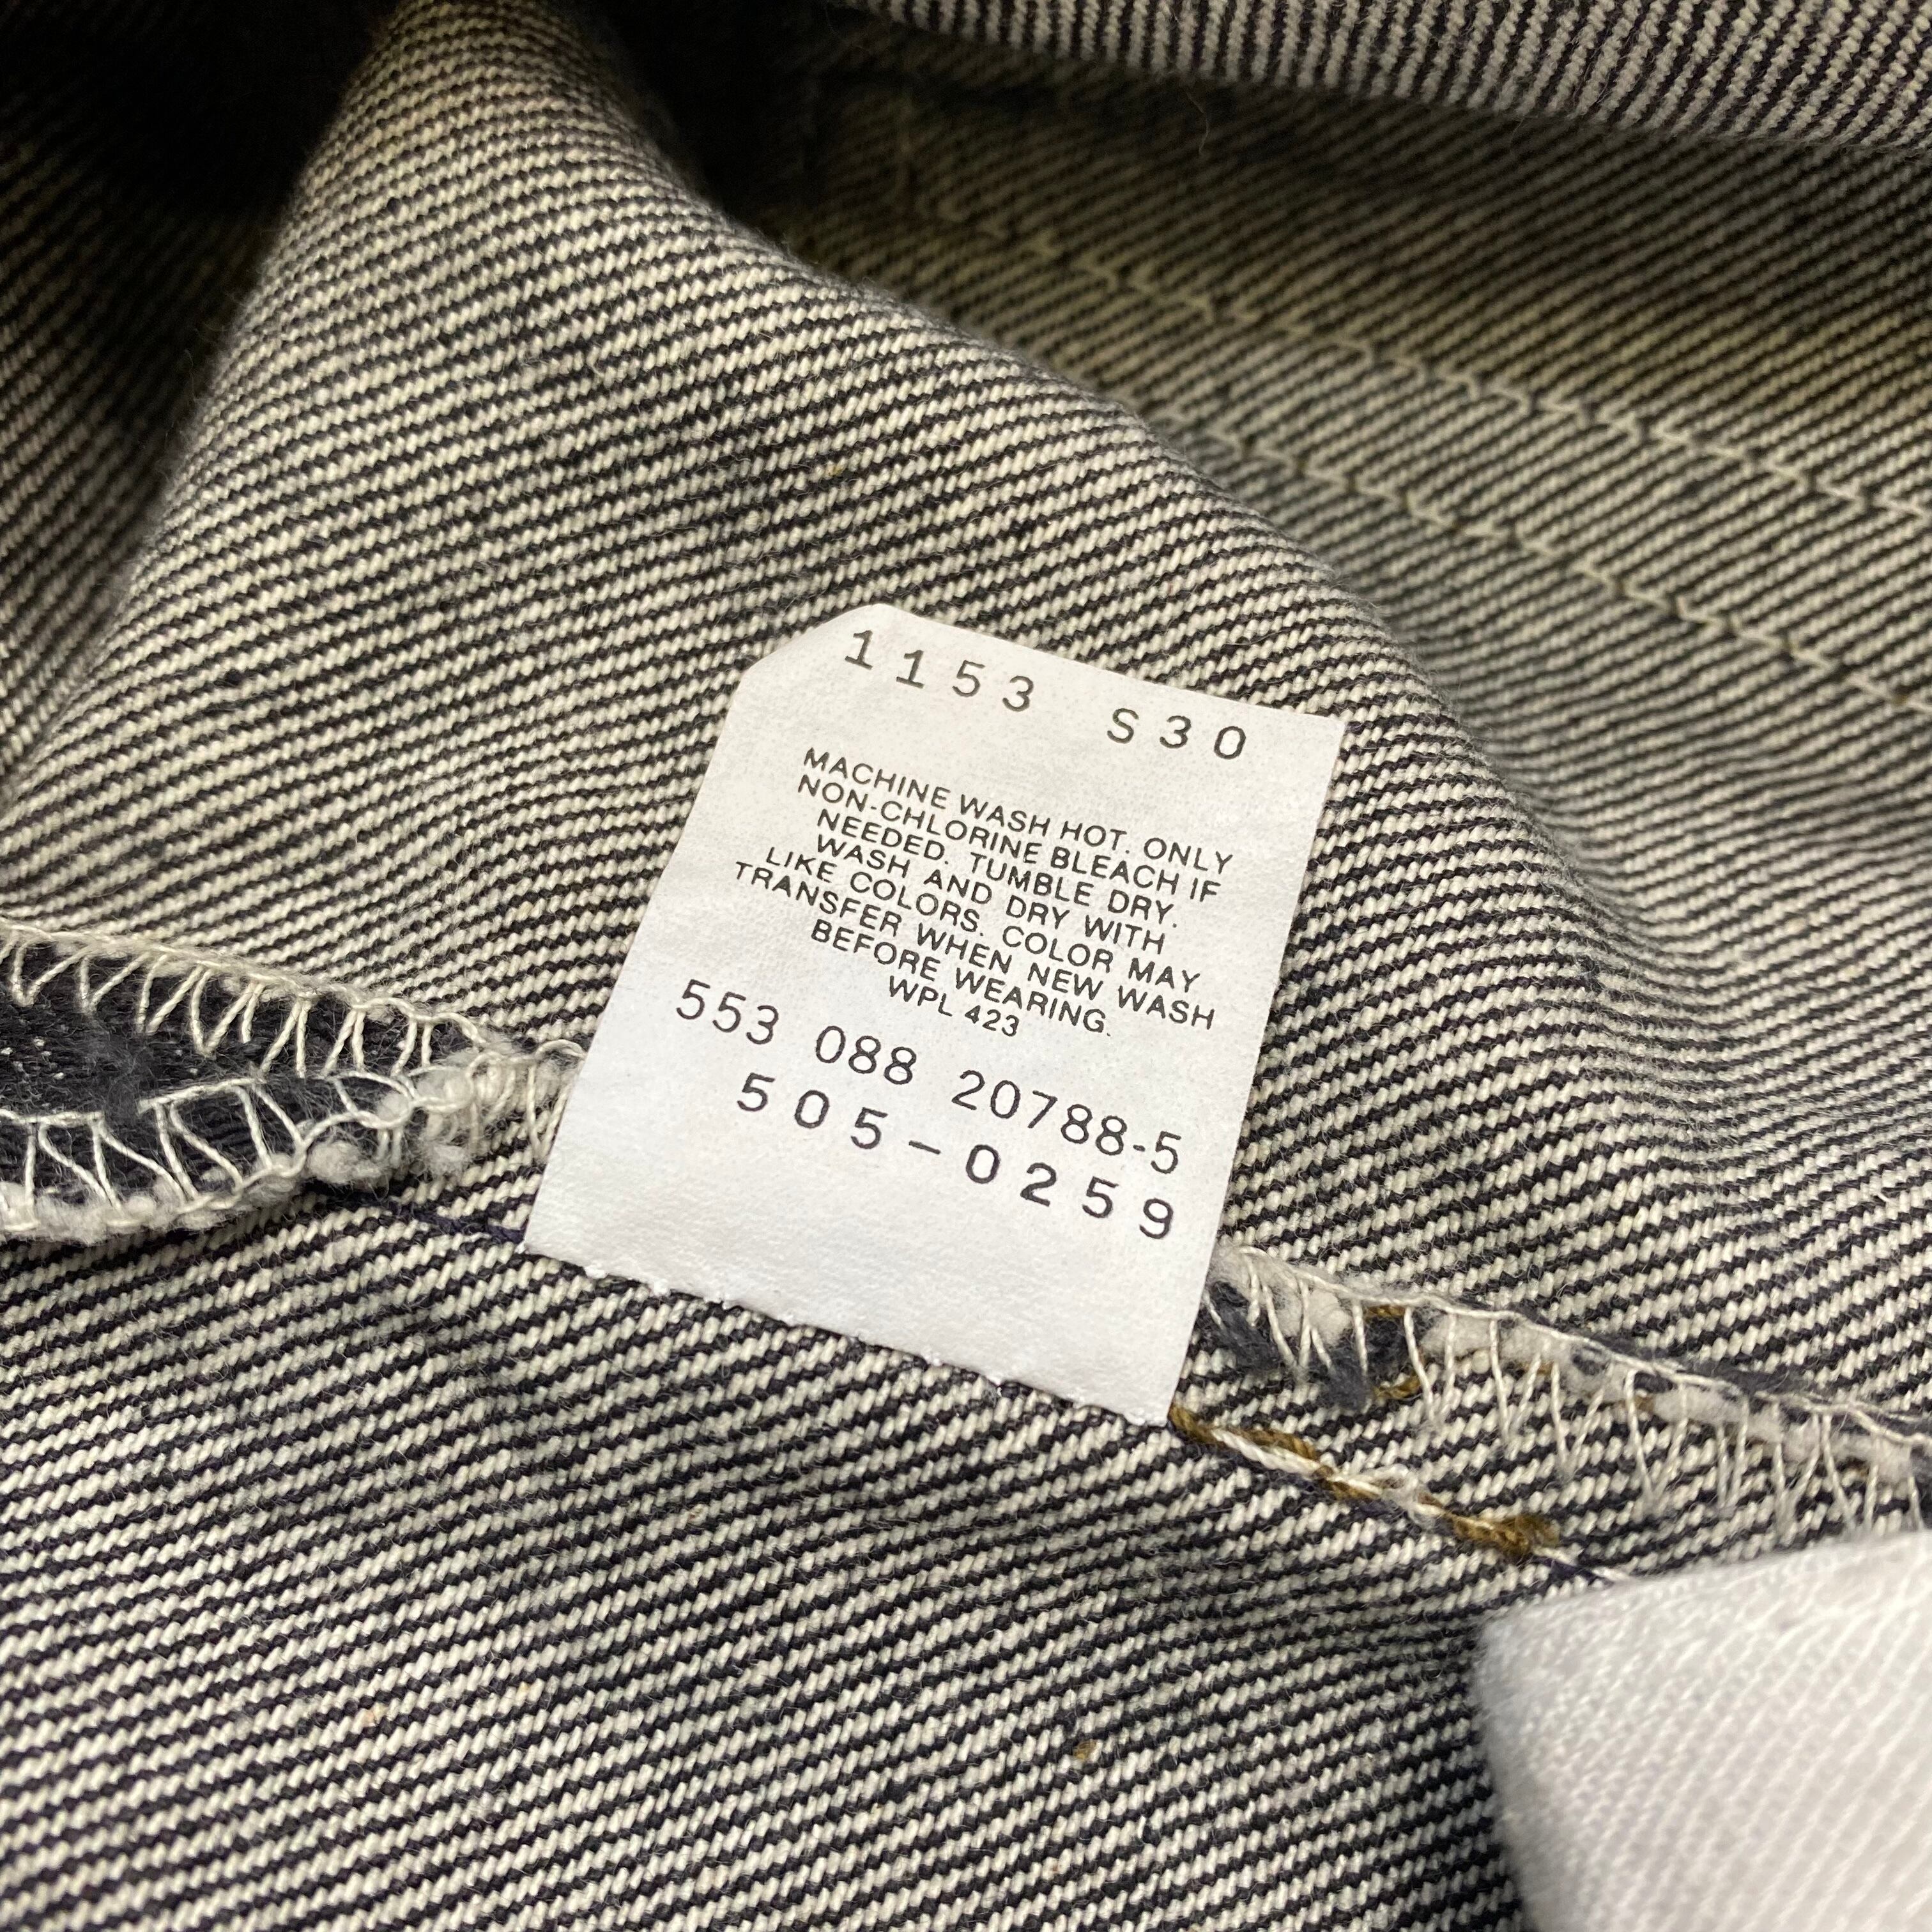 1153 S30
MACHINE WASH HOT. ONLY
NON-CHLORINE BLEACH IF
NEEDED. TUMBLE DRY.
WASH AND DRY WITH
LIKE COLORS. COLOR MAY
TRANSFER WHEN NEW WASH
BEFORE WEARING.
WPL 423
553 088 20788-5
505-0259